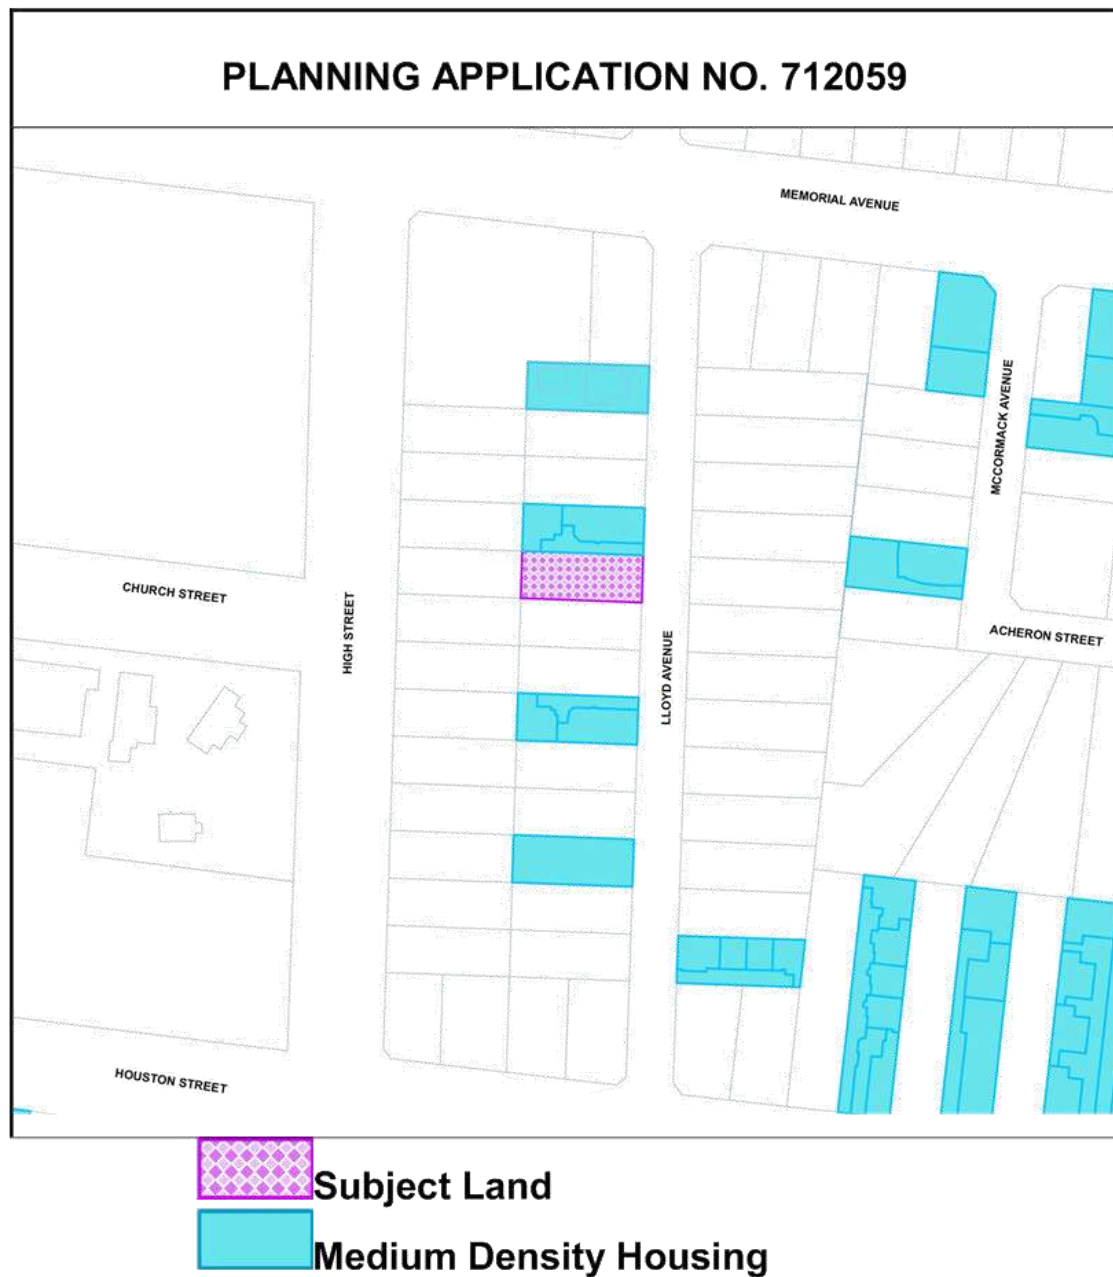 PLANNING APPLICATION NO. 712059
MEMORIAL AVENUE
MCCORMACK AVENUE
CHURCH STREET
HIGH STREET
LLOYD AVENUE
ACHERON STREET
HOUSTON STREET
Subject Land
Medium Density Housing